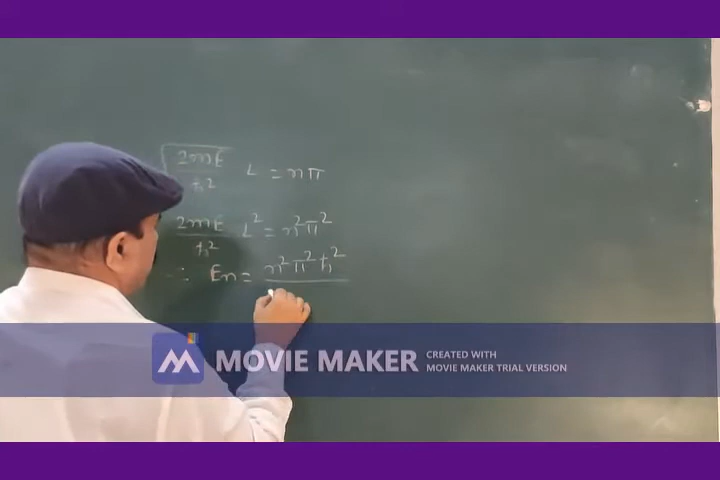 √2mE/ħ² L = nπ
2mE/ħ² L² = n²π²
∴ En = n²π²ħ²
MOVIE MAKER
CREATED WITH
MOVIE MAKER TRIAL VERSION